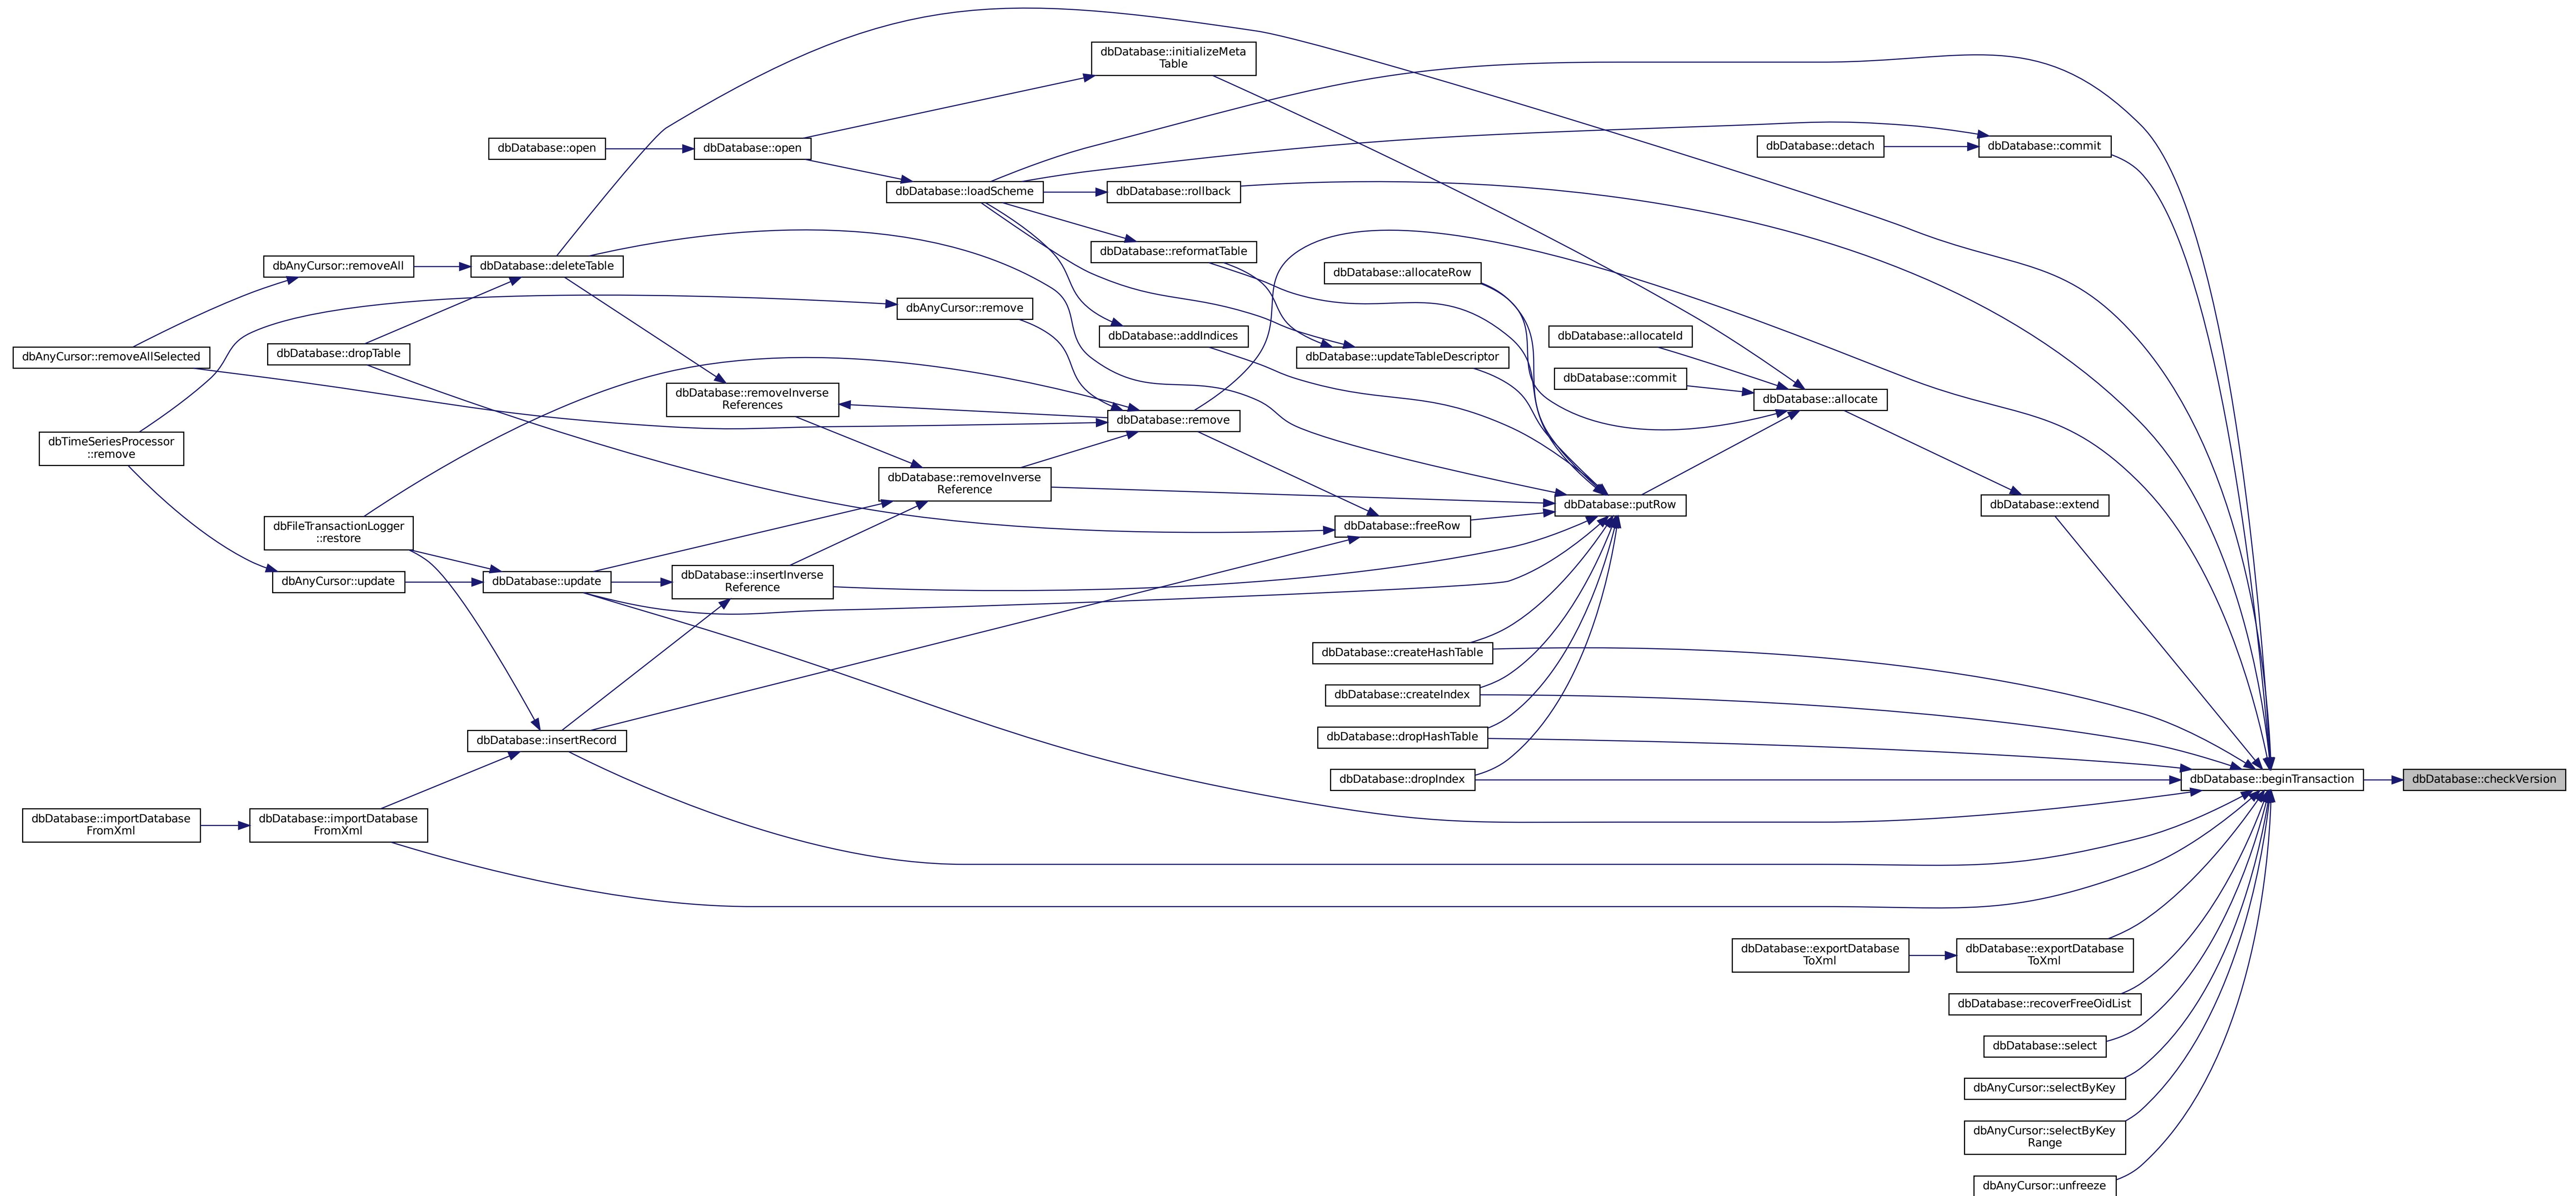 dbDatabase::initializeMeta
Table
dbDatabase::open
dbDatabase::open
dbDatabase::detach
dbDatabase::commit
dbDatabase::loadScheme
dbDatabase::rollback
dbDatabase::reformatTable
dbAnyCursor::removeAll
dbDatabase::deleteTable
dbDatabase::allocateRow
dbAnyCursor::remove
dbDatabase::addIndices
dbDatabase::allocateId
dbAnyCursor::removeAllSelected
dbDatabase::dropTable
dbDatabase::updateTableDescriptor
dbDatabase::commit
dbDatabase::removeInverse
References
dbDatabase::allocate
dbDatabase::remove
dbTimeSeriesProcessor
::remove
dbDatabase::removeInverse
Reference
dbDatabase::putRow
dbDatabase::extend
dbFileTransactionLogger
::restore
dbDatabase::freeRow
dbAnyCursor::update
dbDatabase::update
dbDatabase::insertInverse
Reference
dbDatabase::createHashTable
dbDatabase::createIndex
dbDatabase::insertRecord
dbDatabase::dropHashTable
dbDatabase::dropIndex
dbDatabase::beginTransaction
dbDatabase::checkVersion
dbDatabase::importDatabase
FromXml
dbDatabase::importDatabase
FromXml
dbDatabase::exportDatabase
ToXml
dbDatabase::exportDatabase
ToXml
dbDatabase::recoverFreeOidList
dbDatabase::select
dbAnyCursor::selectByKey
dbAnyCursor::selectByKey
Range
dbAnyCursor::unfreeze